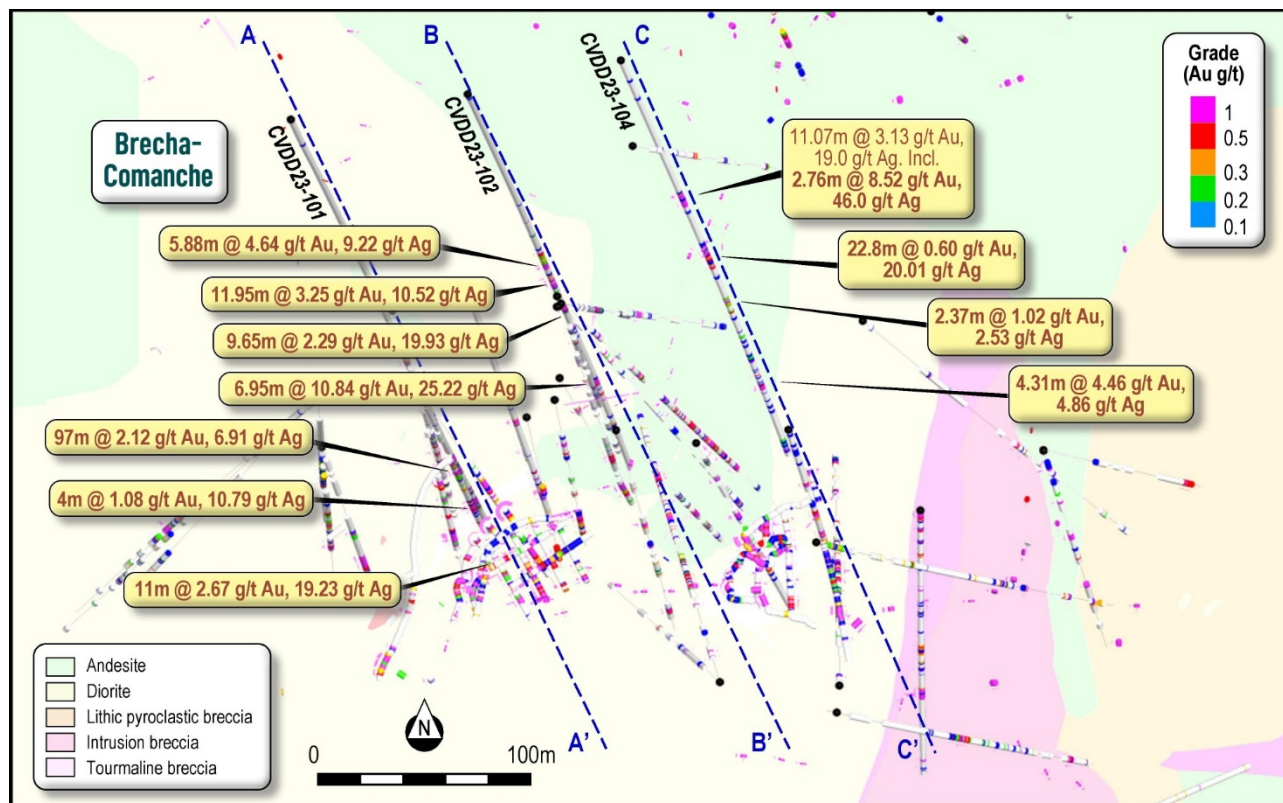 A
B
C
CVDD23-101
CVDD23-102
CVDD23-104
Brecha-
Comanche
Grade
(Au g/t)
1
0.5
0.3
0.2
0.1
11.07m @ 3.13 g/t Au,
19.0 g/t Ag. Incl.
2.76m @ 8.52 g/t Au,
46.0 g/t Ag
5.88m @ 4.64 g/t Au, 9.22 g/t Ag
22.8m @ 0.60 g/t Au,
20.01 g/t Ag
11.95m @ 3.25 g/t Au, 10.52 g/t Ag
2.37m @ 1.02 g/t Au,
2.53 g/t Ag
9.65m @ 2.29 g/t Au, 19.93 g/t Ag
6.95m @ 10.84 g/t Au, 25.22 g/t Ag
4.31m @ 4.46 g/t Au,
4.86 g/t Ag
97m @ 2.12 g/t Au, 6.91 g/t Ag
4m @ 1.08 g/t Au, 10.79 g/t Ag
11m @ 2.67 g/t Au, 19.23 g/t Ag
Andesite
Diorite
Lithic pyroclastic breccia
Intrusion breccia
Tourmaline breccia
N
0 100m
A'
B'
C'